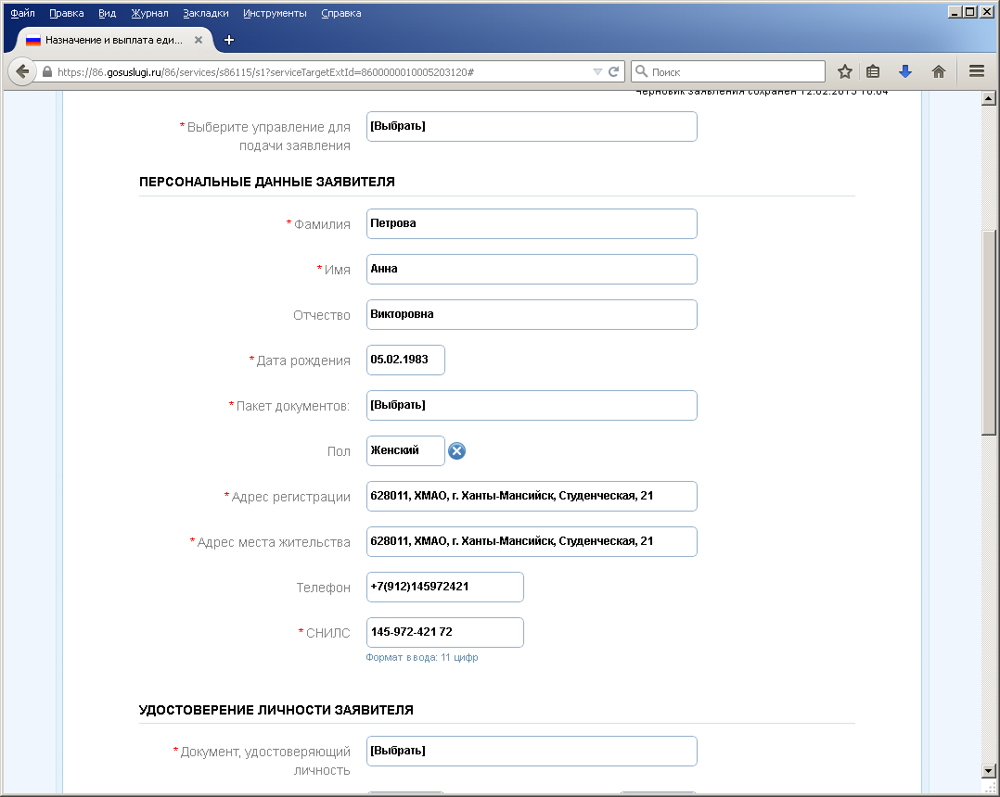 Файл Правка Вид Журнал Закладки Инструменты Справка
Назначение и выплата еди...
https://86.gosuslugi.ru/86/services/s86115/s1?serviceTargetExtId=8600000010005203120#
Поиск
Черновик заявления сохранен 12.02.2015 16:04
* Выберите управление для
подачи заявления
[Выбрать]
ПЕРСОНАЛЬНЫЕ ДАННЫЕ ЗАЯВИТЕЛЯ
* Фамилия
Петрова
* Имя
Анна
Отчество
Викторовна
* Дата рождения
05.02.1983
* Пакет документов:
[Выбрать]
Пол
Женский
* Адрес регистрации
628011, ХМАО, г. Ханты-Мансийск, Студенческая, 21
* Адрес места жительства
628011, ХМАО, г. Ханты-Мансийск, Студенческая, 21
Телефон
+7(912)145972421
* СНИЛС
145-972-421 72
Формат ввода: 11 цифр
УДОСТОВЕРЕНИЕ ЛИЧНОСТИ ЗАЯВИТЕЛЯ
* Документ, удостоверяющий
личность
[Выбрать]